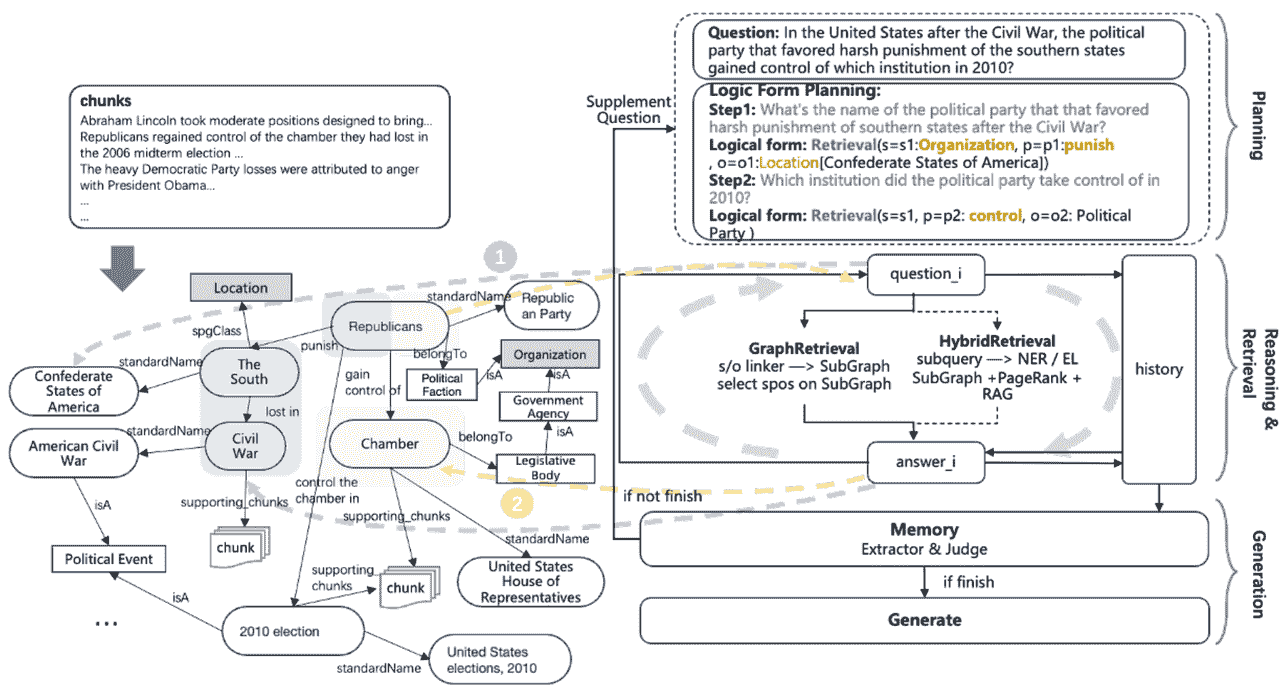 chunks
Abraham Lincoln took moderate positions designed to bring...
Republicans regained control of the chamber they had lost in
the 2006 midterm election ...
The heavy Democratic Party losses were attributed to anger
with President Obama...
...
...
Location
spgClass
standardName
The
South
Confederate
States of
America
lost in
standardName
Civil
War
American Civil
War
isA
supporting_chunks
chunk
Political Event
isA
...
2010 election
standardName
United States
elections, 2010
1
Republicans
punish
standardName
Republic
an Party
belongTo
Political
Faction
isA
Organization
isA
Government
Agency
isA
gain
control of
Chamber
belongTo
Legislative
Body
2
control the
chamber in
supporting_chunks
standardName
United States
House of
Representatives
supporting_
chunks
chunk
Supplement
Question
Question: In the United States after the Civil War, the political
party that favored harsh punishment of the southern states
gained control of which institution in 2010?
Logic Form Planning:
Step1: What's the name of the political party that that favored
harsh punishment of southern states after the Civil War?
Logical form: Retrieval(s=s1:Organization, p=p1:punish
, o=o1:Location[Confederate States of America])
Step2: Which institution did the political party take control of in
2010?
Logical form: Retrieval(s=s1, p=p2: control, o=o2: Political
Party )
Planning
question_i
GraphRetrieval
s/o linker —> SubGraph
select spos on SubGraph
HybridRetrieval
subquery —> NER / EL
SubGraph +PageRank +
RAG
history
answer_i
Reasoning &
Retrieval
if not finish
Memory
Extractor & Judge
if finish
Generate
Generation